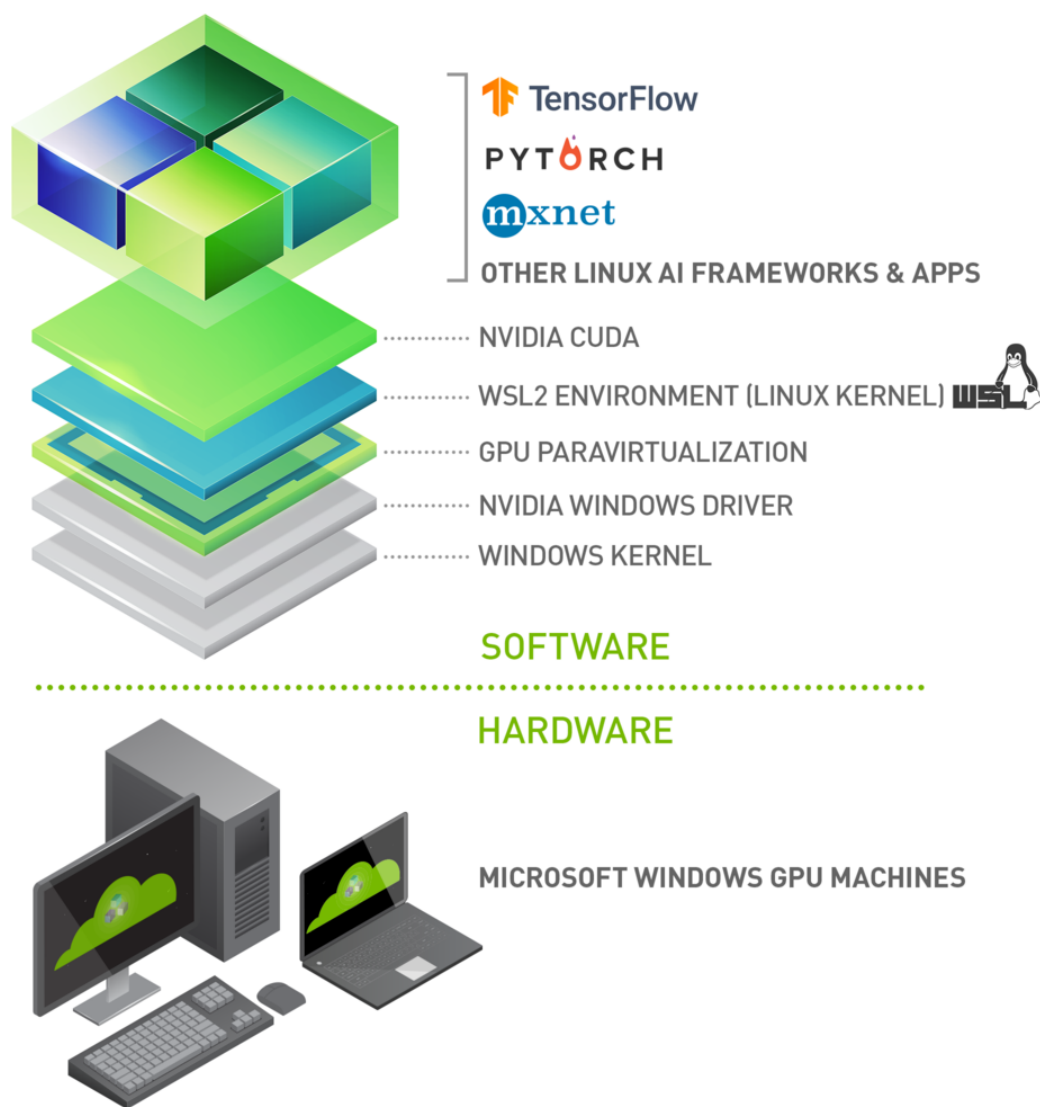 TensorFlow
PYTORCH
mxnet
OTHER LINUX AI FRAMEWORKS & APPS
NVIDIA CUDA
WSL2 ENVIRONMENT (LINUX KERNEL) WSL
GPU PARAVIRTUALIZATION
NVIDIA WINDOWS DRIVER
WINDOWS KERNEL
SOFTWARE
HARDWARE
MICROSOFT WINDOWS GPU MACHINES